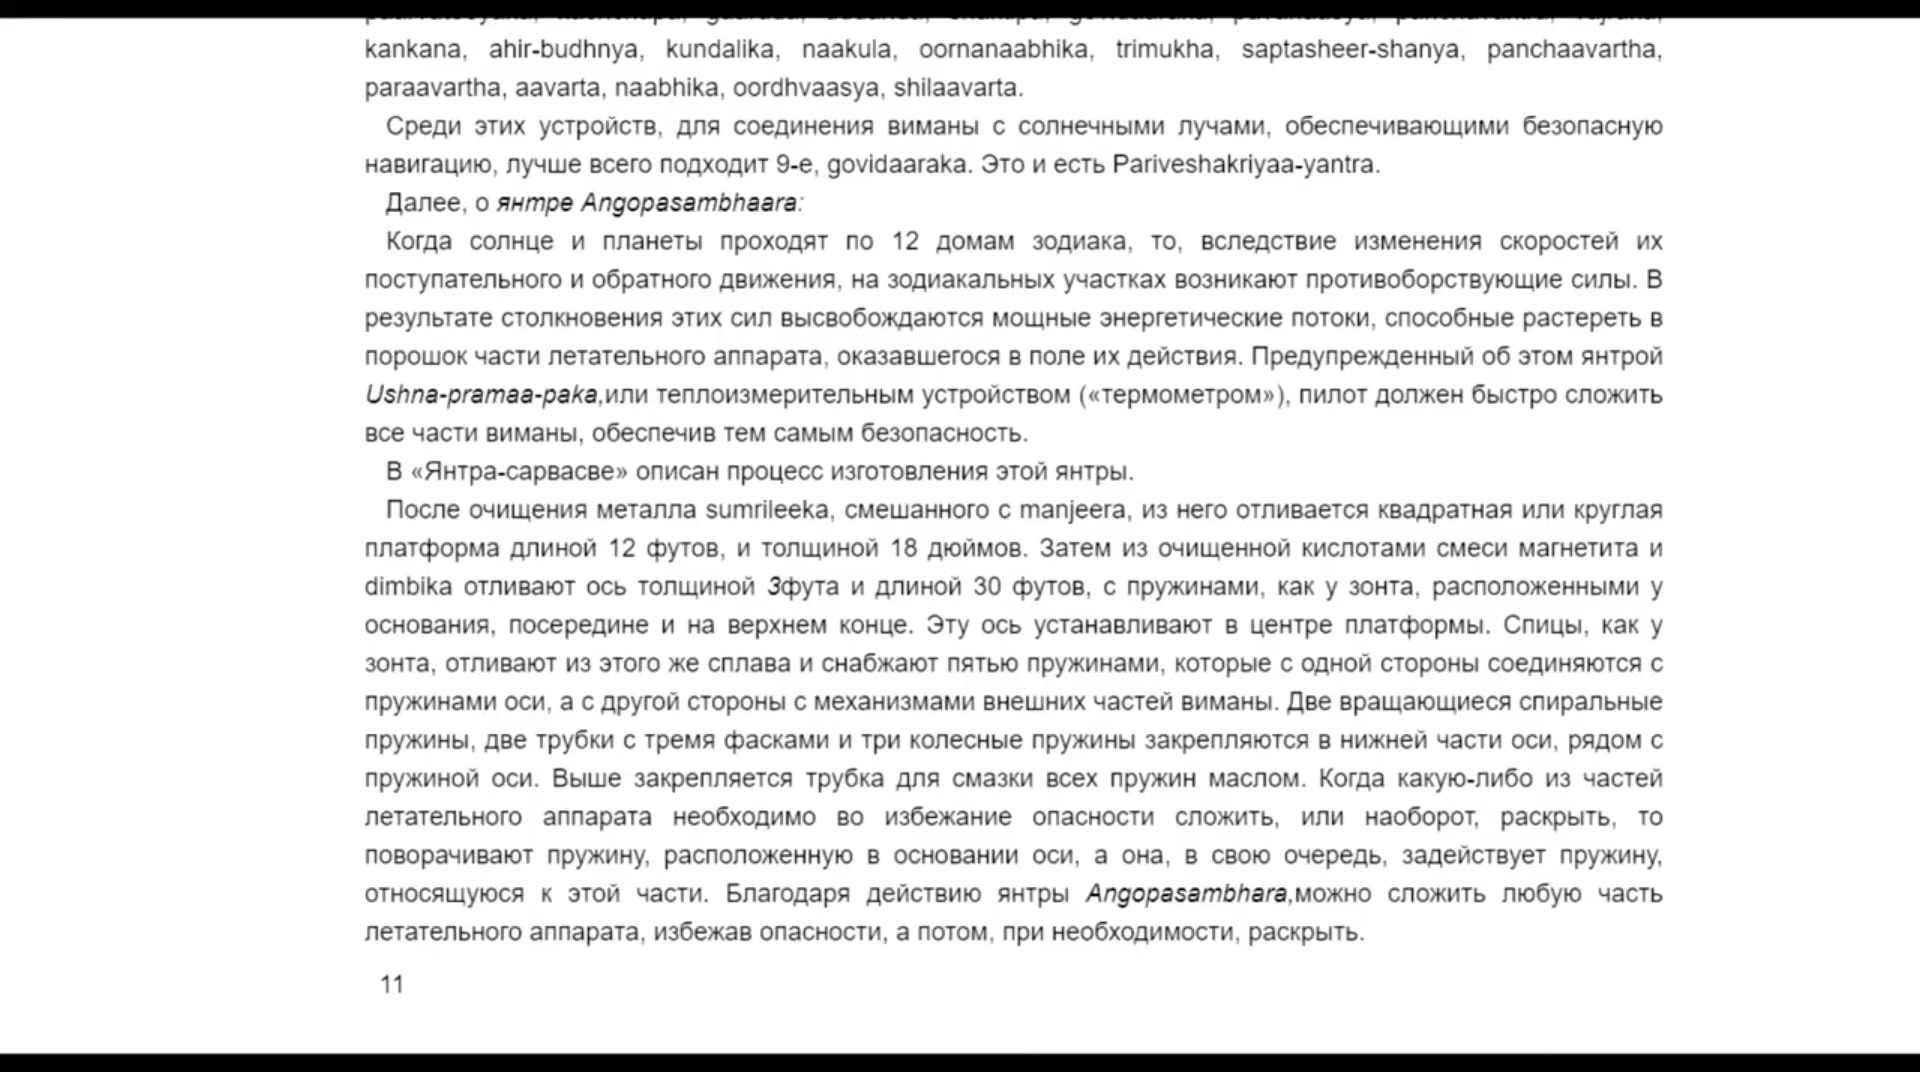 kankana, ahir-budhnya, kundalika, naakula, oornanaabhika, trimukha, saptasheer-shanya, panchaavartha,
paraavartha, aavarta, naabhika, oordhvaasya, shilaavarta.
Среди этих устройств, для соединения виманы с солнечными лучами, обеспечивающими безопасную
навигацию, лучше всего подходит 9-е, govidaaraka. Это и есть Pariveshakriyaa-yantra.
Далее, о янтре Angopasambhaara:
Когда солнце и планеты проходят по 12 домам зодиака, то, вследствие изменения скоростей их
поступательного и обратного движения, на зодиакальных участках возникают противоборствующие силы. В
результате столкновения этих сил высвобождаются мощные энергетические потоки, способные растереть в
порошок части летательного аппарата, оказавшегося в поле их действия. Предупрежденный об этом янтрой
Ushna-pramaa-paka,или теплоизмерительным устройством («термометром»), пилот должен быстро сложить
все части виманы, обеспечив тем самым безопасность.
В «Янтра-сарвасве» описан процесс изготовления этой янтры.
После очищения металла sumrileeka, смешанного с manjeera, из него отливается квадратная или круглая
платформа длиной 12 футов, и толщиной 18 дюймов. Затем из очищенной кислотами смеси магнетита и
dimbika отливают ось толщиной 3фута и длиной 30 футов, с пружинами, как у зонта, расположенными у
основания, посередине и на верхнем конце. Эту ось устанавливают в центре платформы. Спицы, как у
зонта, отливают из этого же сплава и снабжают пятью пружинами, которые с одной стороны соединяются с
пружинами оси, а с другой стороны с механизмами внешних частей виманы. Две вращающиеся спиральные
пружины, две трубки с тремя фасками и три колесные пружины закрепляются в нижней части оси, рядом с
пружиной оси. Выше закрепляется трубка для смазки всех пружин маслом. Когда какую-либо из частей
летательного аппарата необходимо во избежание опасности сложить, или наоборот, раскрыть, то
поворачивают пружину, расположенную в основании оси, а она, в свою очередь, задействует пружину,
относящуюся к этой части. Благодаря действию янтры Angopasambhara,можно сложить любую часть
летательного аппарата, избежав опасности, а потом, при необходимости, раскрыть.
11